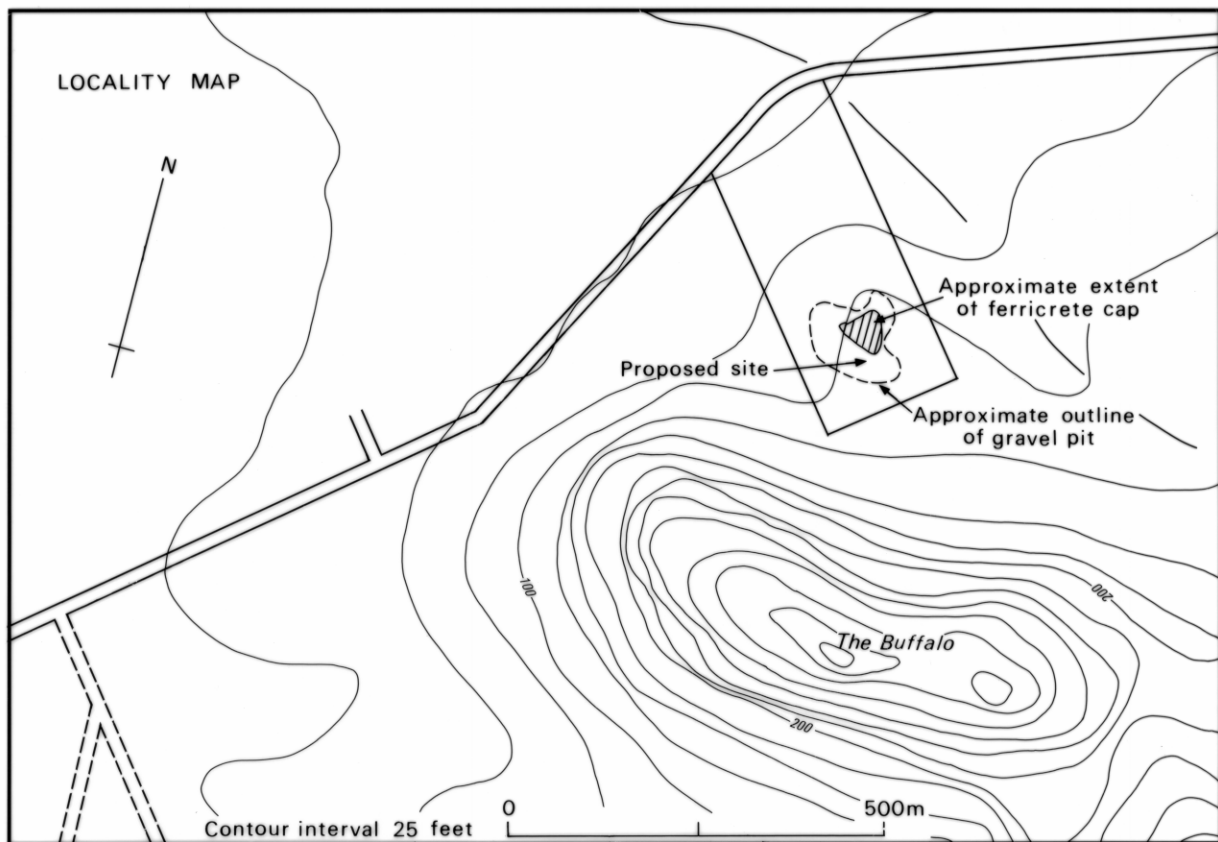 LOCALITY MAP
N
Approximate extent
of ferricrete cap
Proposed site
Approximate outline
of gravel pit
100
200
The Buffalo
200
0
500m
Contour interval 25 feet